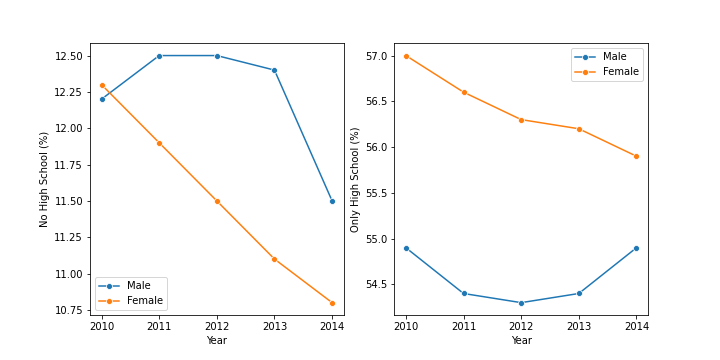 No High School (%)
12.50
12.25
12.00
11.75
11.50
11.25
11.00
10.75
Male
Female
2010 2011 2012 2013 2014
Year
Only High School (%)
57.0
56.5
56.0
55.5
55.0
54.5
Male
Female
2010 2011 2012 2013 2014
Year